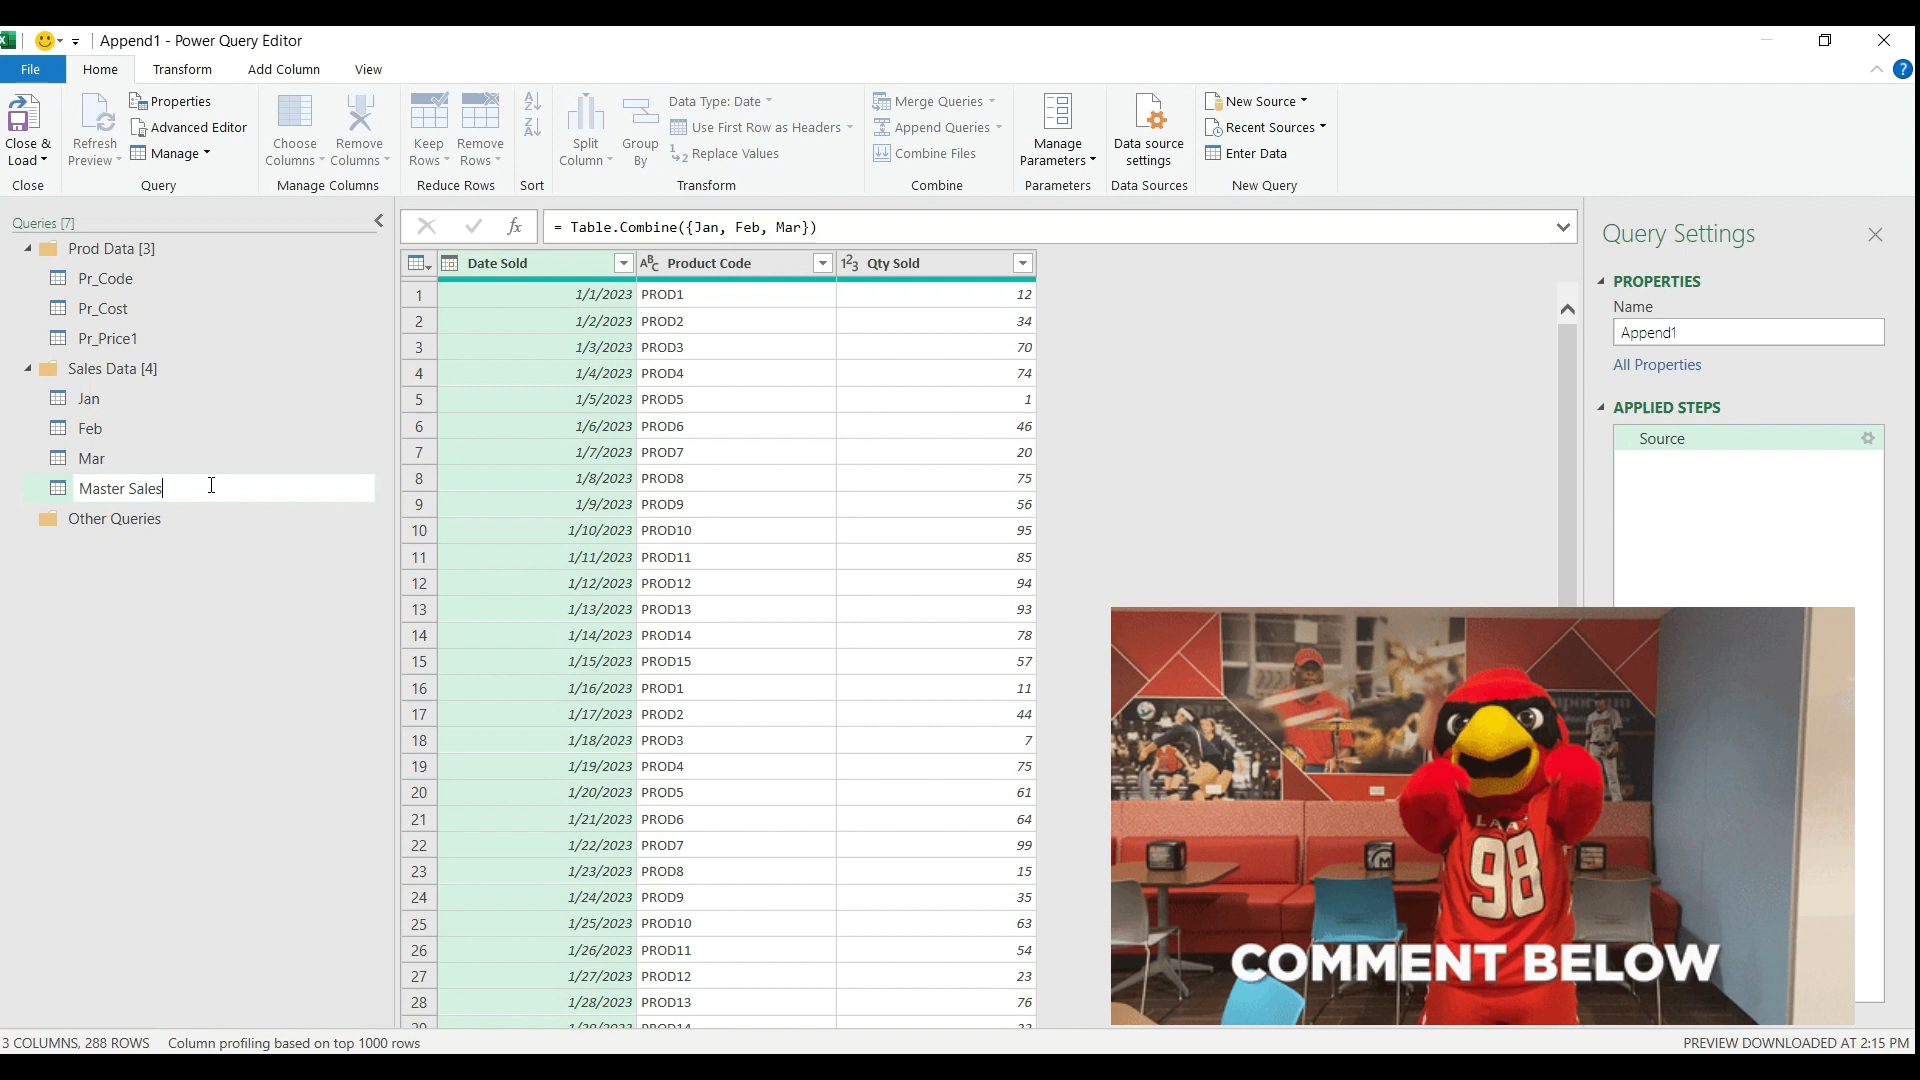 Append1 - Power Query Editor
File Home Transform Add Column View
Close & Load
Close
Refresh Preview
Properties
Advanced Editor
Manage
Query
Choose Columns Remove Columns
Manage Columns
Keep Rows Remove Rows
Reduce Rows
Sort
Split Column Group By
Data Type: Date
Use First Row as Headers
Replace Values
Transform
Merge Queries
Append Queries
Combine Files
Combine
Manage Parameters
Parameters
Data source settings
Data Sources
New Source
Recent Sources
Enter Data
New Query
Queries [7]
Prod Data [3]
Pr_Code
Pr_Cost
Pr_Price1
Sales Data [4]
Jan
Feb
Mar
Master Sales
Other Queries
fx = Table.Combine({Jan, Feb, Mar})
Date Sold ABC Product Code 123 Qty Sold
1 1/1/2023 PROD1 12
2 1/2/2023 PROD2 34
3 1/3/2023 PROD3 70
4 1/4/2023 PROD4 74
5 1/5/2023 PROD5 1
6 1/6/2023 PROD6 46
7 1/7/2023 PROD7 20
8 1/8/2023 PROD8 75
9 1/9/2023 PROD9 56
10 1/10/2023 PROD10 95
11 1/11/2023 PROD11 85
12 1/12/2023 PROD12 94
13 1/13/2023 PROD13 93
14 1/14/2023 PROD14 78
15 1/15/2023 PROD15 57
16 1/16/2023 PROD1 11
17 1/17/2023 PROD2 44
18 1/18/2023 PROD3 7
19 1/19/2023 PROD4 75
20 1/20/2023 PROD5 61
21 1/21/2023 PROD6 64
22 1/22/2023 PROD7 99
23 1/23/2023 PROD8 15
24 1/24/2023 PROD9 35
25 1/25/2023 PROD10 63
26 1/26/2023 PROD11 54
27 1/27/2023 PROD12 23
28 1/28/2023 PROD13 76
Query Settings
PROPERTIES
Name
Append1
All Properties
APPLIED STEPS
Source
98
COMMENT BELOW
3 COLUMNS, 288 ROWS Column profiling based on top 1000 rows
PREVIEW DOWNLOADED AT 2:15 PM